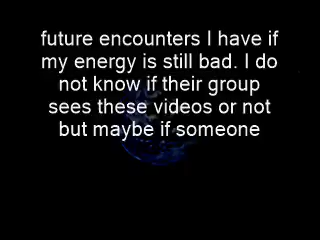 future encounters I have if
my energy is still bad. I do
not know if their group
sees these videos or not
but maybe if someone